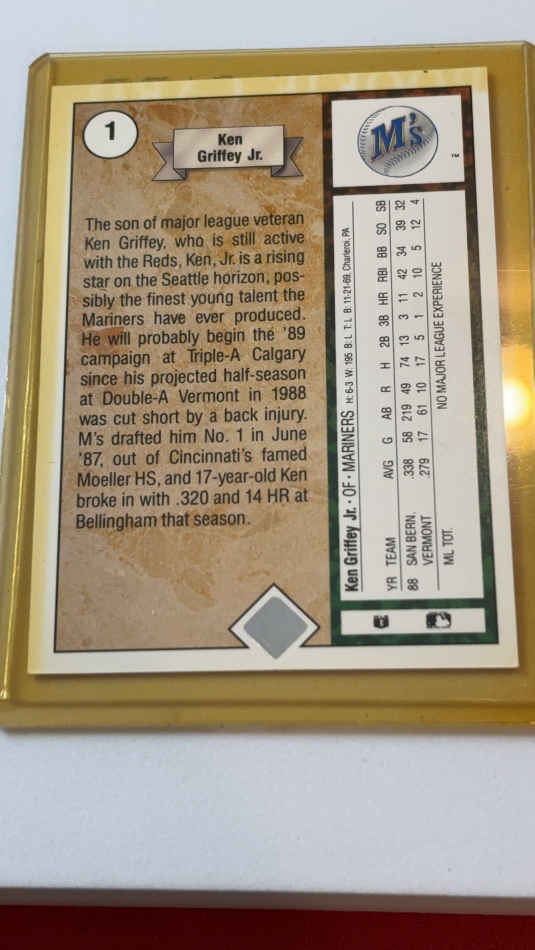 1
Ken
Griffey Jr.
The son of major league veteran
Ken Griffey, who is still active
with the Reds, Ken, Jr. is a rising
star on the Seattle horizon, pos-
sibly the finest young talent the
Mariners have ever produced.
He will probably begin the '89
campaign at Triple-A Calgary
since his projected half-season
at Double-A Vermont in 1988
was cut short by a back injury.
M's drafted him No. 1 in June
'87, out of Cincinnati's famed
Moeller HS, and 17-year-old Ken
broke in with .320 and 14 HR at
Bellingham that season.
M's
TM
Ken Griffey Jr. · OF · MARINERS H: 6-3 W: 195 B: L T: L B: 11-21-69, Charleroi, PA
YR TEAM AVG G AB R H 2B 3B HR RBI BB SO SB
88 SAN BERN. .338 58 219 49 74 13 3 11 42 34 39 32
VERMONT .279 17 61 10 17 5 1 2 10 5 12 4
ML TOT. NO MAJOR LEAGUE EXPERIENCE